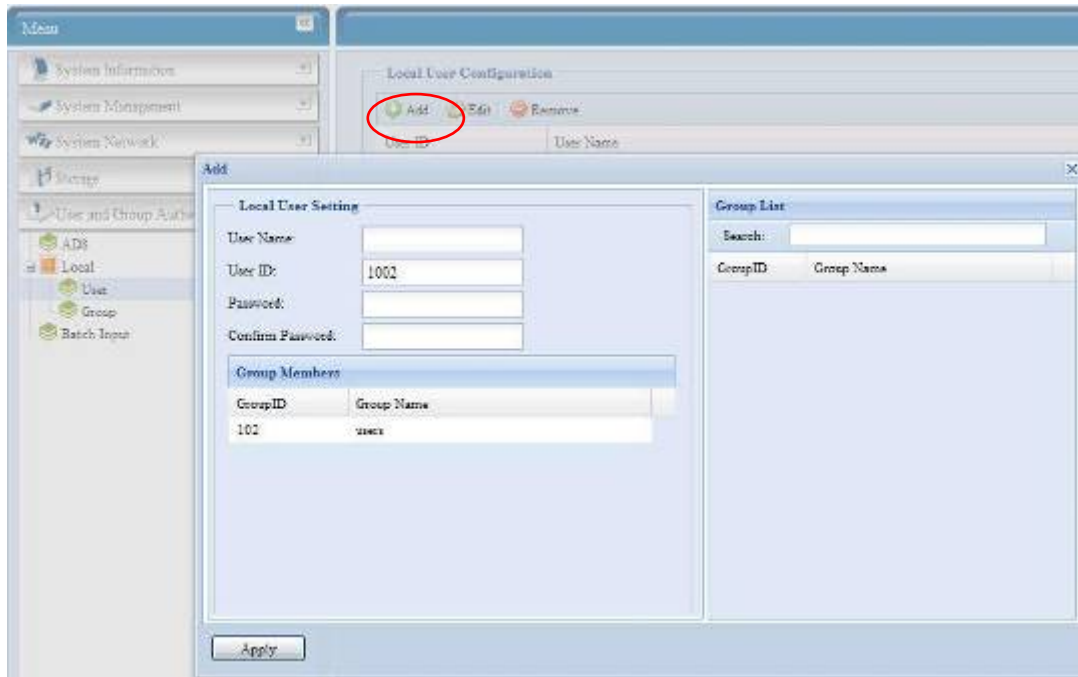 Menu
System Information
System Management
System Network
Storage
User and Group Authe
ADS
Local
User
Group
Batch Input
Local User Configuration
Add Edit Remove
User ID User Name
Add
Local User Setting
User Name:
User ID: 1002
Password:
Confirm Password:
Group Members
GroupID Group Name
102 users
Group List
Search:
GroupID Group Name
Apply